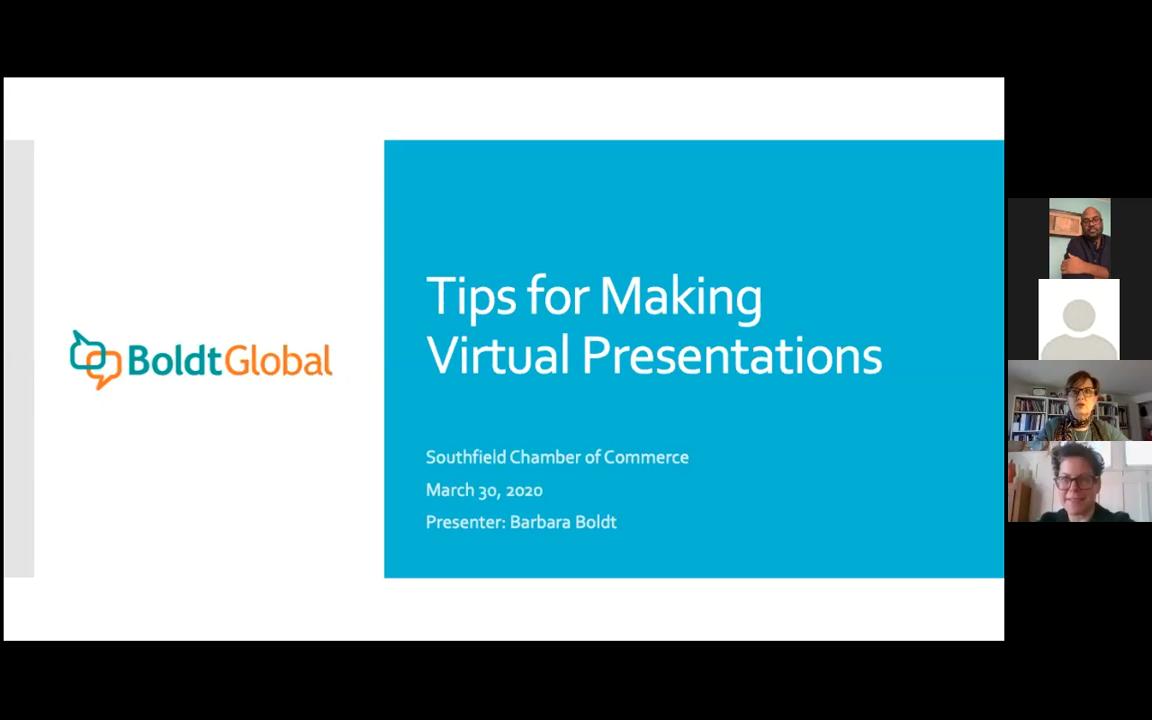 BoldtGlobal
Tips for Making
Virtual Presentations
Southfield Chamber of Commerce
March 30, 2020
Presenter: Barbara Boldt